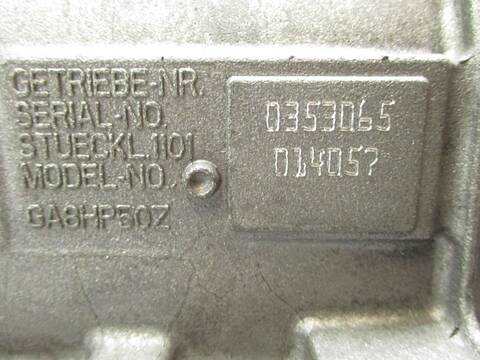 GETRIEBE-NR.
SERIAL-NO.
STUECKL.1101
MODEL-NO.
GA8HP50Z
0353065
014057